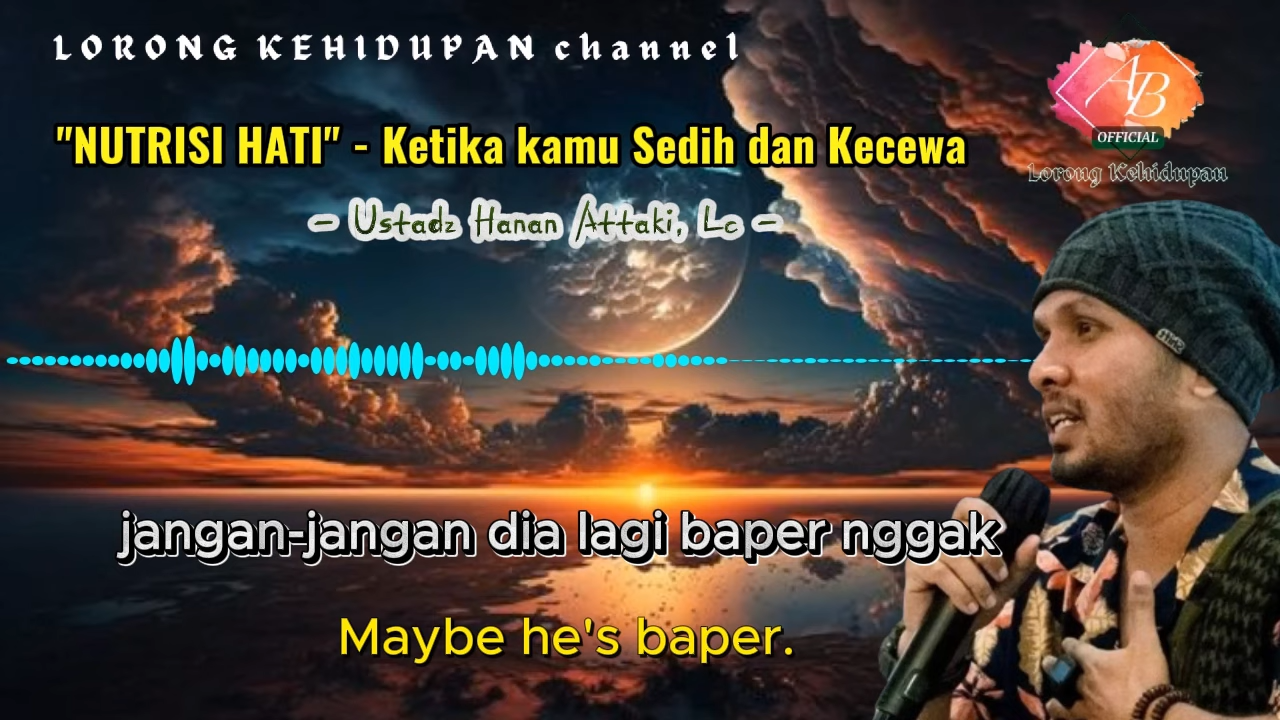 LORONG KEHIDUPAN channel
AB
OFFICIAL
Lorong Kehidupan
"NUTRISI HATI" - Ketika kamu Sedih dan Kecewa
- Ustadz Hanan Attaki, Lc -
jangan-jangan dia lagi baper nggak
Maybe he's baper.